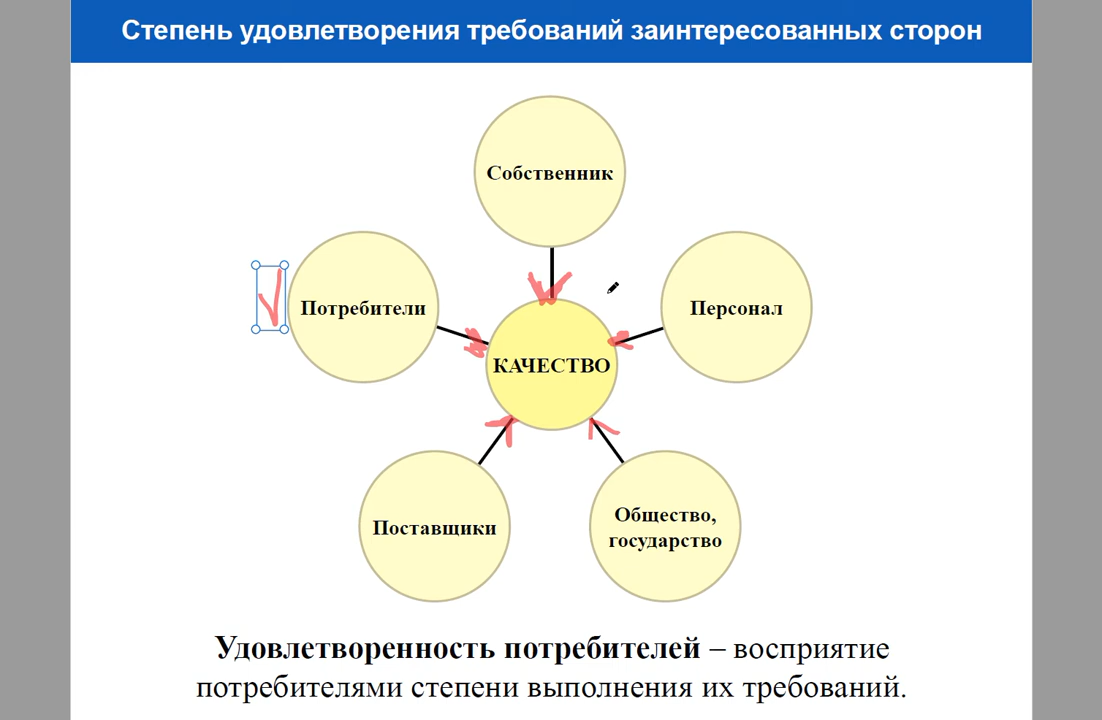 Степень удовлетворения требований заинтересованных сторон
Собственник
Потребители
Персонал
КАЧЕСТВО
Поставщики
Общество,
государство
Удовлетворенность потребителей – восприятие
потребителями степени выполнения их требований.